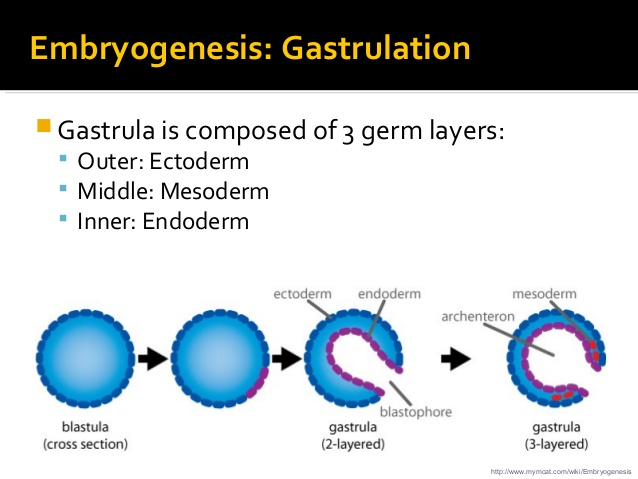 Embryogenesis: Gastrulation
Gastrula is composed of 3 germ layers:
Outer: Ectoderm
Middle: Mesoderm
Inner: Endoderm
ectoderm
endoderm
mesoderm
archenteron
blastophore
blastula
(cross section)
gastrula
(2-layered)
gastrula
(3-layered)
http://www.mymcat.com/wiki/Embryogenesis